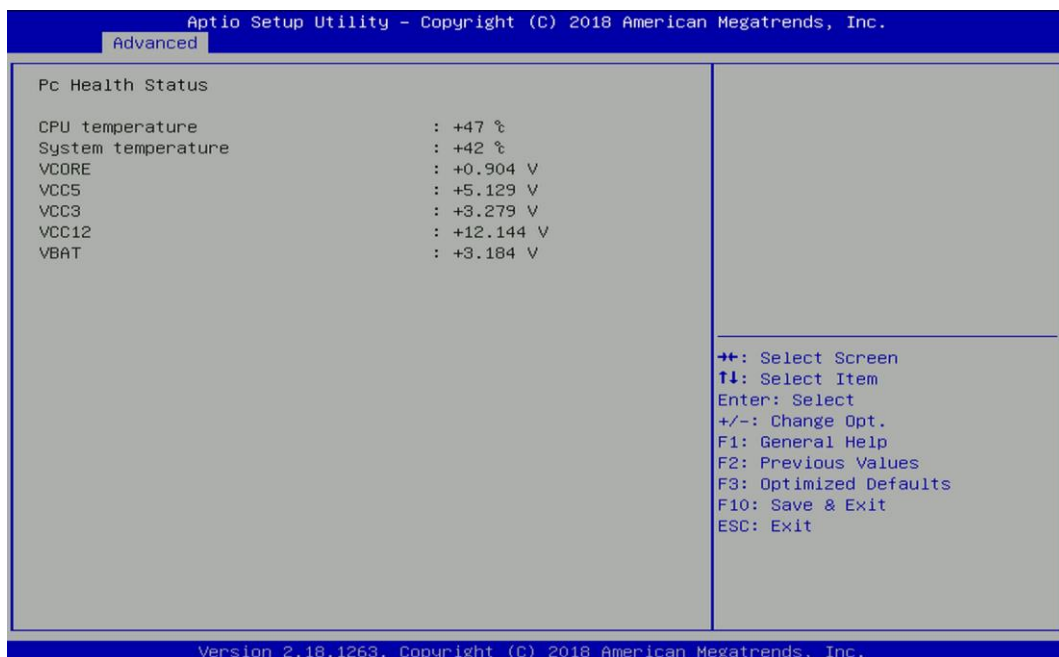 Aptio Setup Utility – Copyright (C) 2018 American Megatrends, Inc.
Advanced
Pc Health Status
CPU temperature : +47 ℃
System temperature : +42 ℃
VCORE : +0.904 V
VCC5 : +5.129 V
VCC3 : +3.279 V
VCC12 : +12.144 V
VBAT : +3.184 V
→←: Select Screen
↑↓: Select Item
Enter: Select
+/-: Change Opt.
F1: General Help
F2: Previous Values
F3: Optimized Defaults
F10: Save & Exit
ESC: Exit
Version 2.18.1263. Copyright (C) 2018 American Megatrends, Inc.